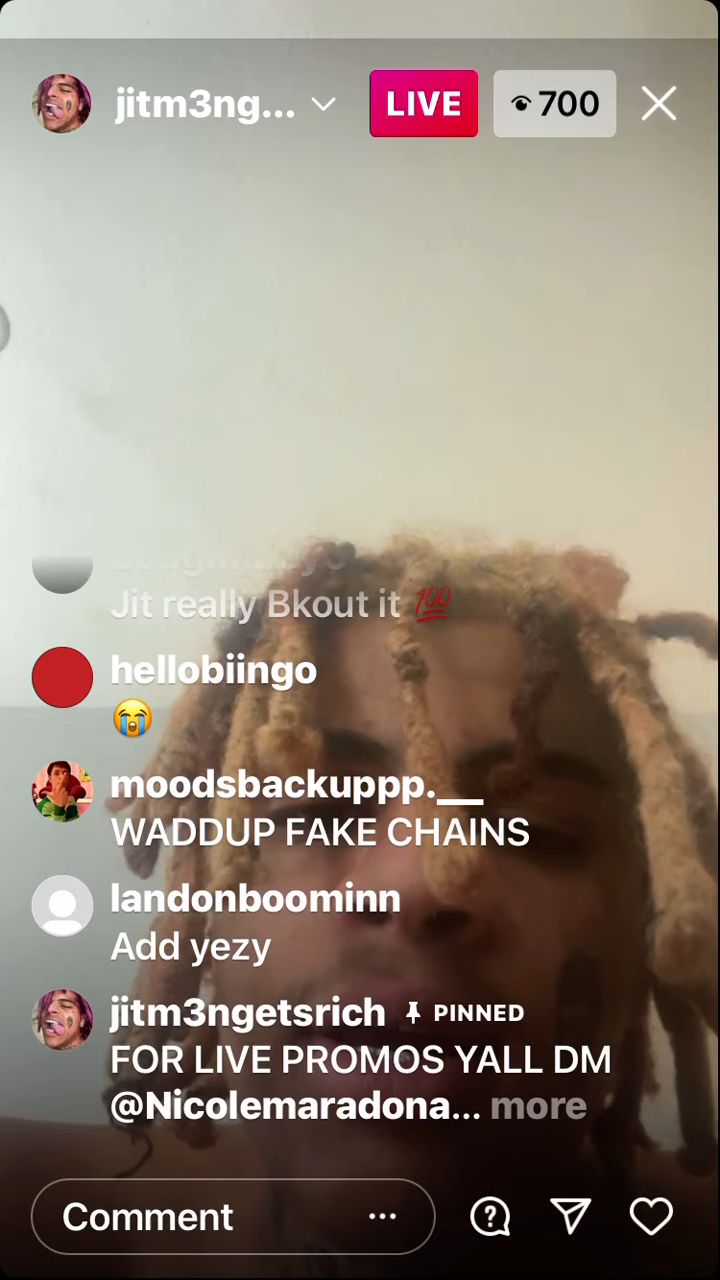 jitm3ng...
LIVE
700
Jit really Bkout it 💯
hellobiingo
😭
moodsbackuppp.__
WADDUP FAKE CHAINS
landonboominn
Add yezy
jitm3ngetsrich PINNED
FOR LIVE PROMOS YALL DM
@Nicolemaradona... more
Comment